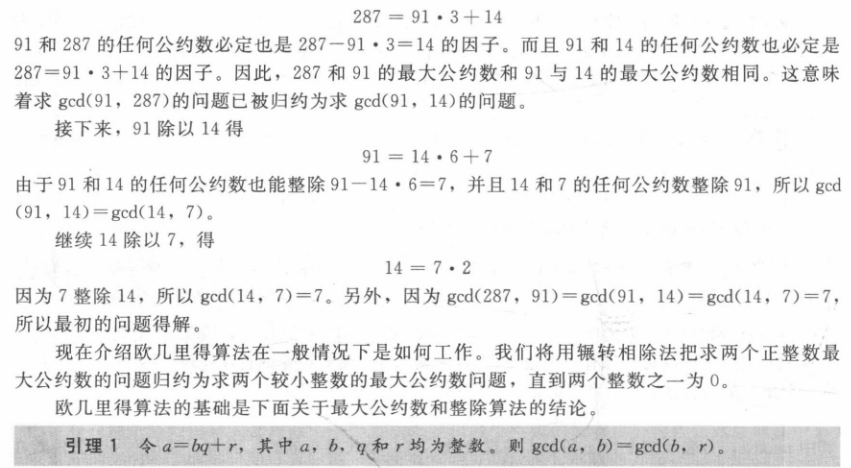 287 = 91·3+14
91 和 287 的任何公约数必定也是 287-91·3=14 的因子。而且 91 和 14 的任何公约数也必定是
287=91·3+14 的因子。因此，287 和 91 的最大公约数和 91 与 14 的最大公约数相同。这意味
着求 gcd(91，287)的问题已被归约为求 gcd(91，14)的问题。
接下来，91 除以 14 得
91 = 14·6+7
由于 91 和 14 的任何公约数也能整除 91-14·6=7，并且 14 和 7 的任何公约数整除 91，所以 gcd
(91，14)=gcd(14，7)。
继续 14 除以 7，得
14 = 7·2
因为 7 整除 14，所以 gcd(14，7)=7。另外，因为 gcd(287，91)=gcd(91，14)=gcd(14，7)=7，
所以最初的问题得解。
现在介绍欧几里得算法在一般情况下是如何工作。我们将用辗转相除法把求两个正整数最
大公约数的问题归约为求两个较小整数的最大公约数问题，直到两个整数之一为 0。
欧几里得算法的基础是下面关于最大公约数和整除算法的结论。
引理 1 令 a=bq+r，其中 a，b，q 和 r 均为整数。则 gcd(a，b)=gcd(b，r)。